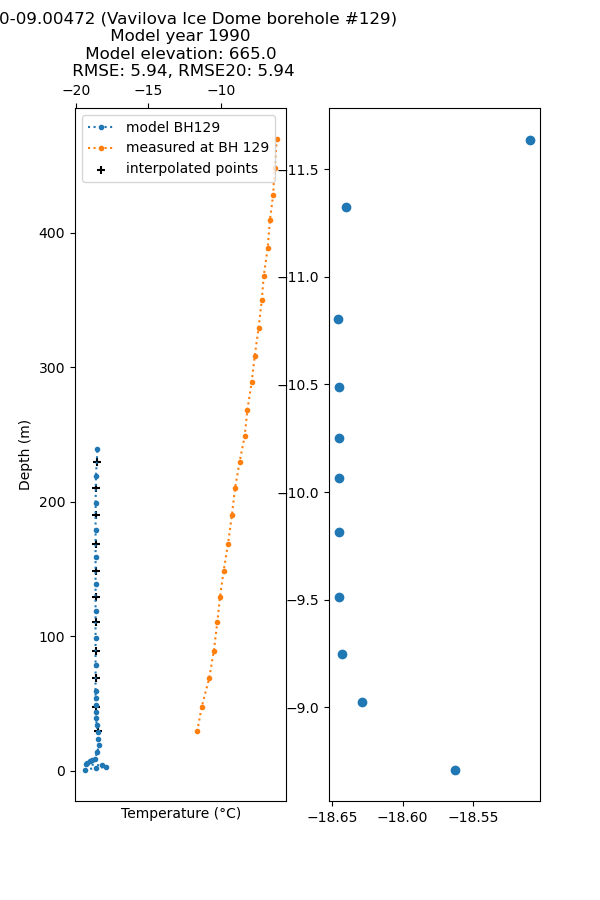 0-09.00472 (Vavilova Ice Dome borehole #129)
Model year 1990
Model elevation: 665.0
RMSE: 5.94, RMSE20: 5.94
−20 −15 −10
model BH129
measured at BH 129
interpolated points
400
300
200
100
0
Depth (m)
Temperature (°C)
−11.5
−11.0
−10.5
−10.0
−9.5
−9.0
−18.65 −18.60 −18.55